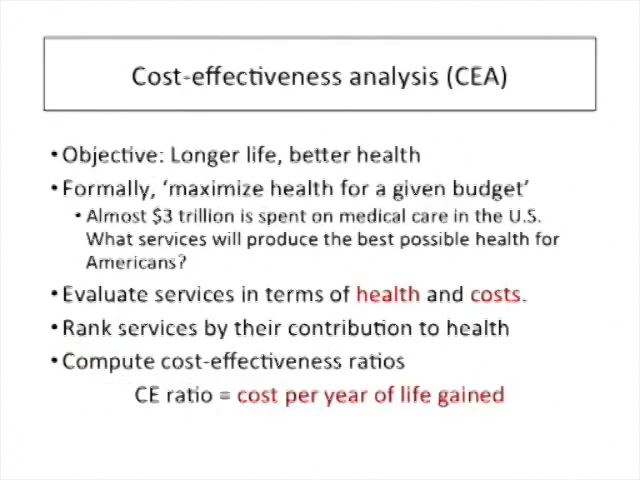 Cost-effectiveness analysis (CEA)
• Objective: Longer life, better health
• Formally, ‘maximize health for a given budget’
• Almost $3 trillion is spent on medical care in the U.S.
What services will produce the best possible health for
Americans?
• Evaluate services in terms of health and costs.
• Rank services by their contribution to health
• Compute cost-effectiveness ratios
CE ratio = cost per year of life gained